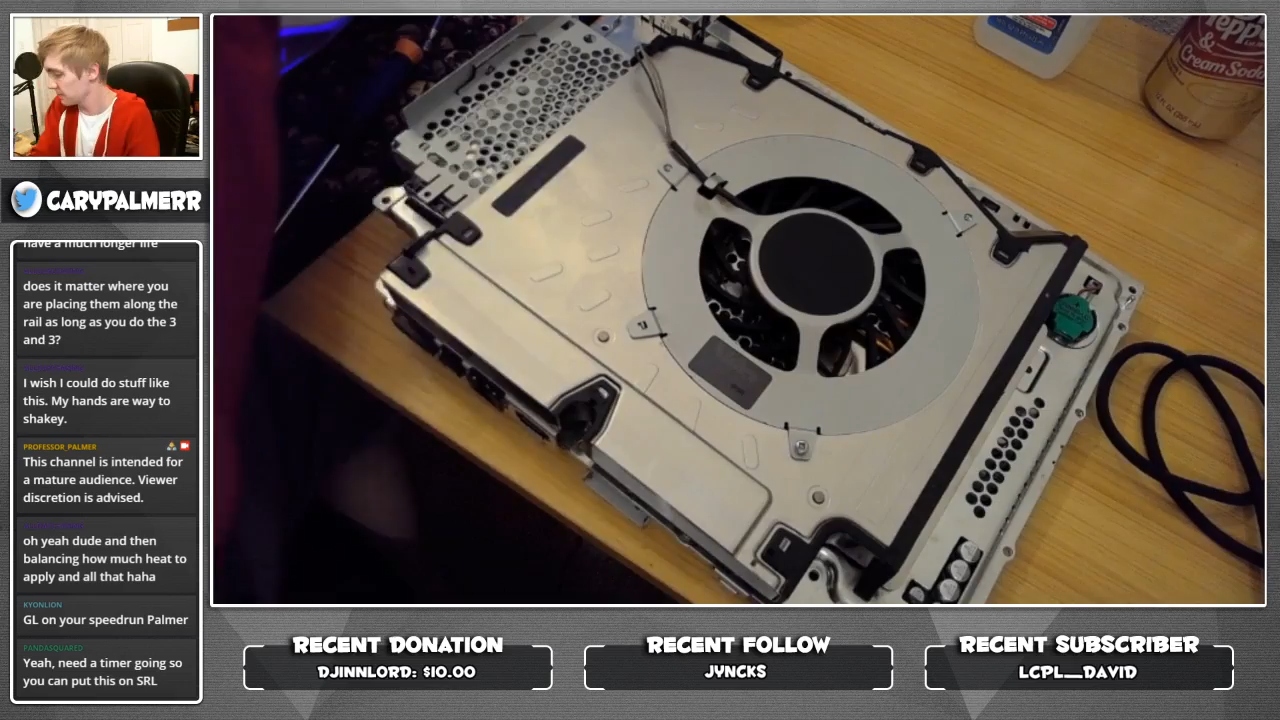 Tepp
&
Cream Soda
CARYPALMERR
have a much longer life
does it matter where you
are placing them along the
rail as long as you do the 3
and 3?
I wish I could do stuff like
this. My hands are way to
shakey.
PROFESSOR_PALMER
This channel is intended for
a mature audience. Viewer
discretion is advised.
oh yeah dude and then
balancing how much heat to
apply and all that haha
KYONLION
GL on your speedrun Palmer
PANDASQUARED
Yeah, need a timer going so
you can put this on SRL
RECENT DONATION
DJINNLORD: $10.00
RECENT FOLLOW
JYNCKS
RECENT SUBSCRIBER
LCPL__DAVID